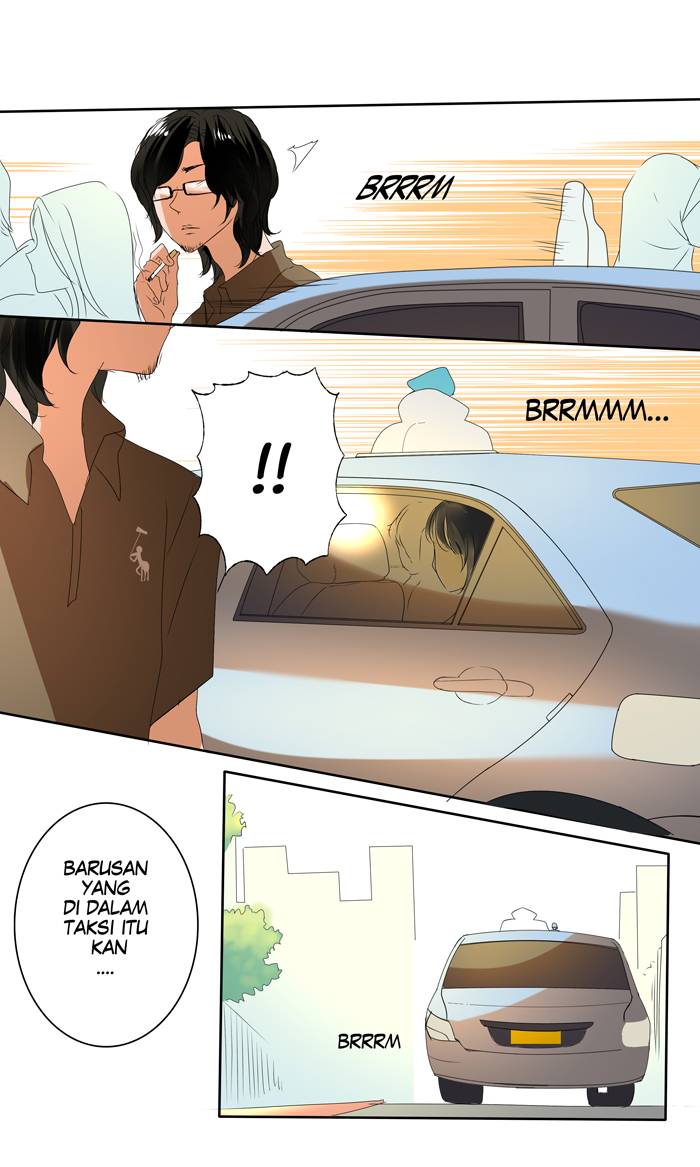 BRRRM
!!
BRRMMM...
BARUSAN
YANG
DI DALAM
TAKSI ITU
KAN
....
BRRRM